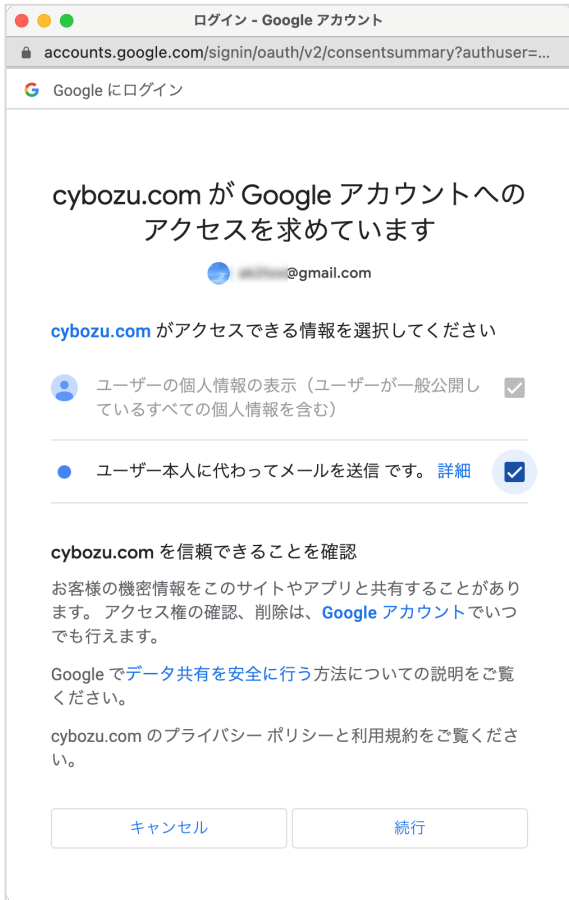 ログイン - Google アカウント
accounts.google.com/signin/oauth/v2/consentsummary?authuser=...
Google にログイン
cybozu.com が Google アカウントへの
アクセスを求めています
@gmail.com
cybozu.com がアクセスできる情報を選択してください
ユーザーの個人情報の表示（ユーザーが一般公開し
ているすべての個人情報を含む）
ユーザー本人に代わってメールを送信 です。 詳細
cybozu.com を信頼できることを確認
お客様の機密情報をこのサイトやアプリと共有することがあり
ます。 アクセス権の確認、削除は、Google アカウントでいつ
でも行えます。
Google でデータ共有を安全に行う方法についての説明をご覧
ください。
cybozu.com のプライバシー ポリシーと利用規約をご覧くださ
い。
キャンセル
続行